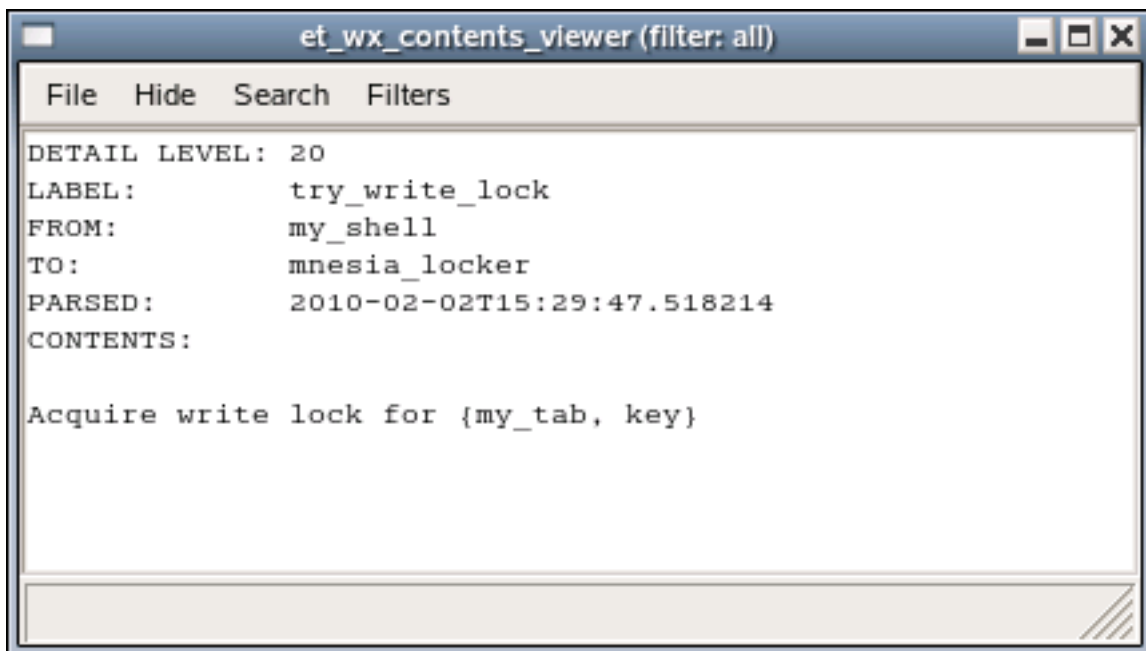 et_wx_contents_viewer (filter: all)
File Hide Search Filters
DETAIL LEVEL: 20
LABEL: try_write_lock
FROM: my_shell
TO: mnesia_locker
PARSED: 2010-02-02T15:29:47.518214
CONTENTS:
Acquire write lock for {my_tab, key}